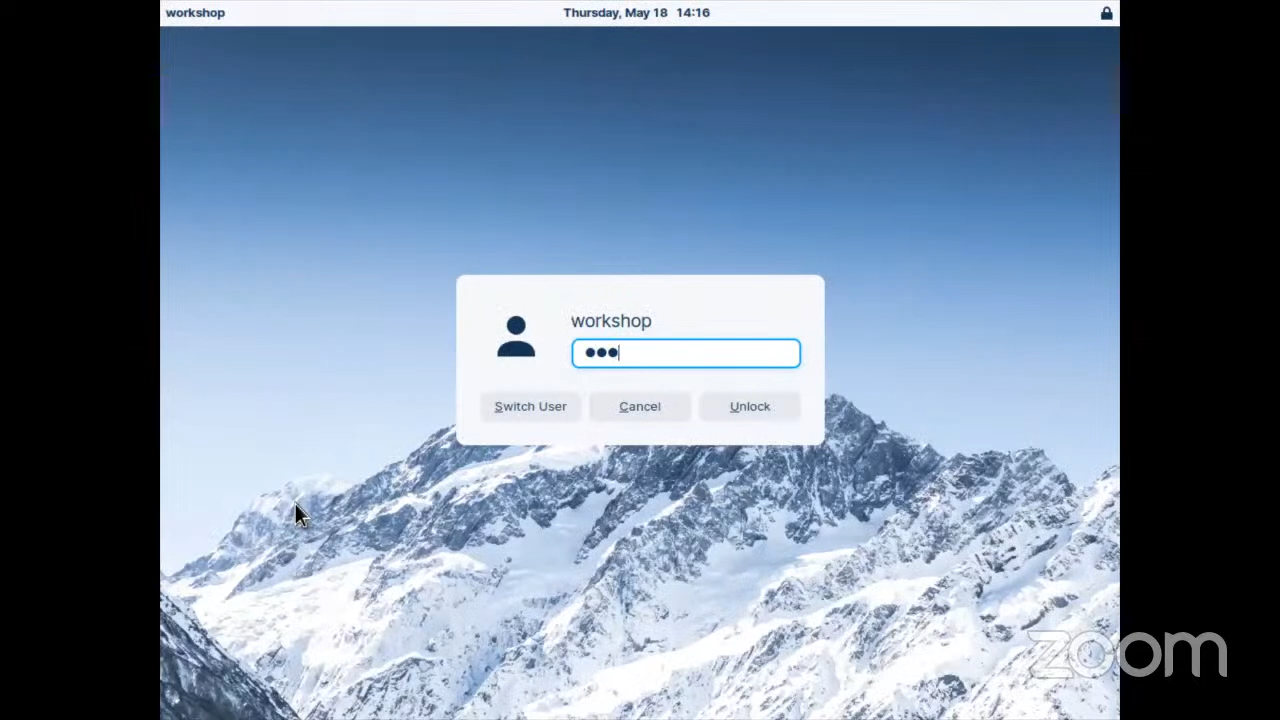 workshop
Thursday, May 18 14:16
workshop
●●●
Switch User
Cancel
Unlock
zoom